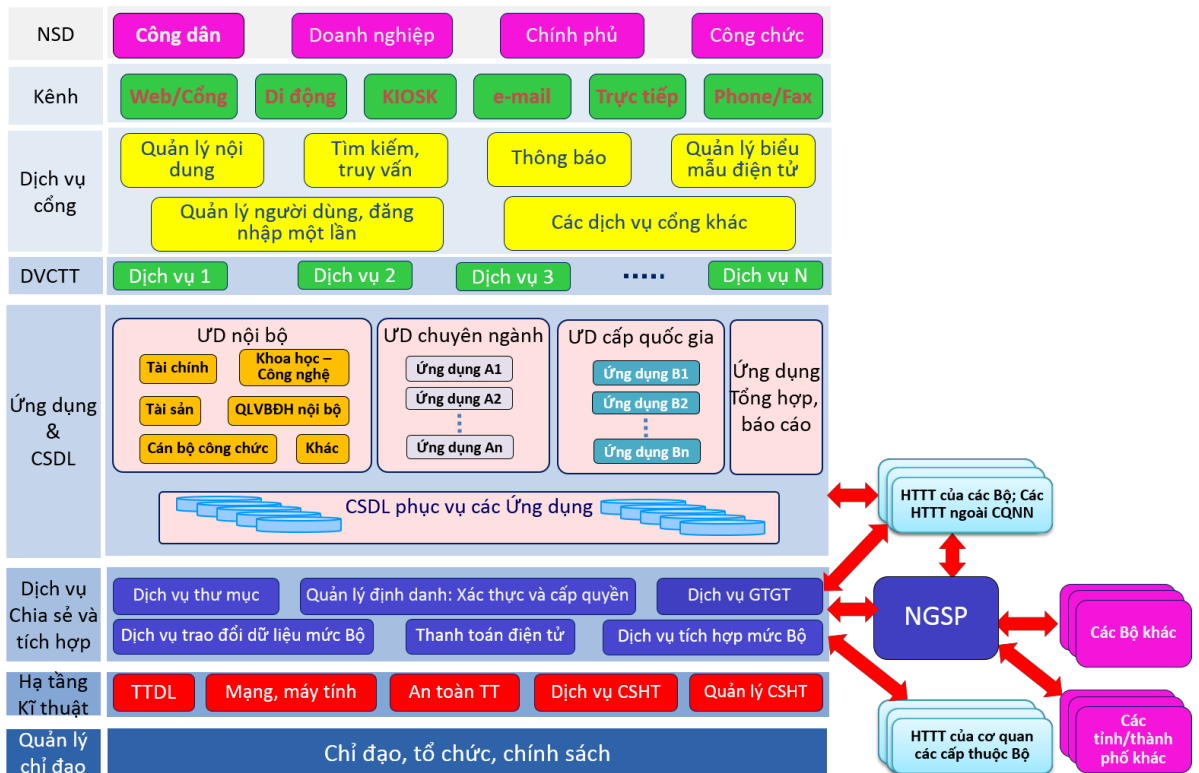 NSD
Công dân
Doanh nghiệp
Chính phủ
Công chức
Kênh
Web/Cổng
Di động
KIOSK
e-mail
Trực tiếp
Phone/Fax
Dịch vụ
cổng
Quản lý nội
dung
Tìm kiếm,
truy vấn
Thông báo
Quản lý biểu
mẫu điện tử
Quản lý người dùng, đăng
nhập một lần
Các dịch vụ cổng khác
DVCTT
Dịch vụ 1
Dịch vụ 2
Dịch vụ 3
.....
Dịch vụ N
Ứng dụng
&
CSDL
ƯD nội bộ
Tài chính
Khoa học –
Công nghệ
Tài sản
QLVBĐH nội bộ
Cán bộ công chức
Khác
ƯD chuyên ngành
Ứng dụng A1
Ứng dụng A2
Ứng dụng An
ƯD cấp quốc gia
Ứng dụng B1
Ứng dụng B2
Ứng dụng Bn
Ứng dụng
Tổng hợp,
báo cáo
CSDL phục vụ các Ứng dụng
HTTT của các Bộ; Các
HTTT ngoài CQNN
Dịch vụ
Chia sẻ và
tích hợp
Dịch vụ thư mục
Quản lý định danh: Xác thực và cấp quyền
Dịch vụ GTGT
Dịch vụ trao đổi dữ liệu mức Bộ
Thanh toán điện tử
Dịch vụ tích hợp mức Bộ
NGSP
Các Bộ khác
Hạ tầng
Kĩ thuật
TTDL
Mạng, máy tính
An toàn TT
Dịch vụ CSHT
Quản lý CSHT
HTTT của cơ quan
các cấp thuộc Bộ
Các
tỉnh/thành
phố khác
Quản lý
chỉ đạo
Chỉ đạo, tổ chức, chính sách